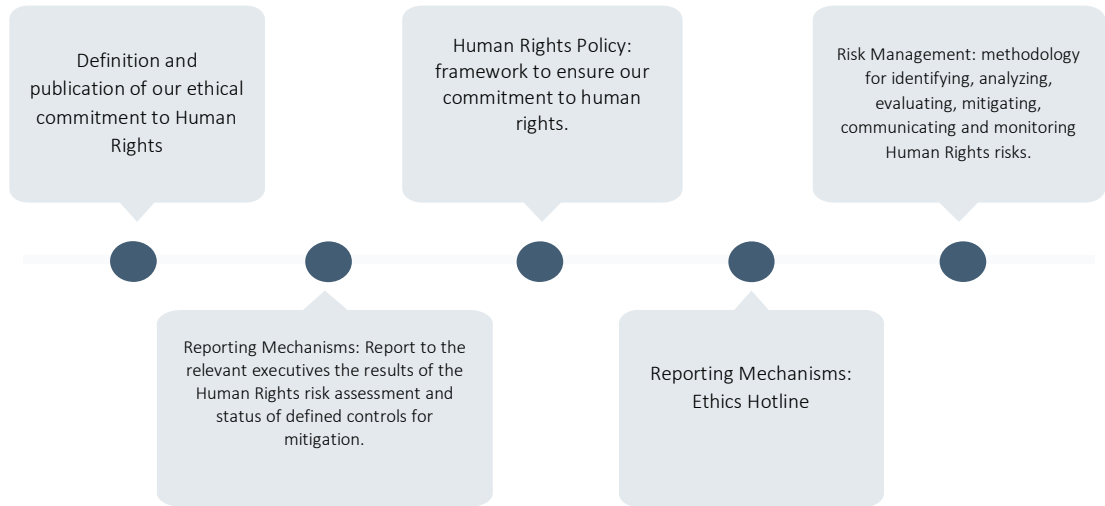 Definition and
publication of our ethical
commitment to Human
Rights
Human Rights Policy:
framework to ensure our
commitment to human
rights.
Risk Management: methodology
for identifying, analyzing,
evaluating, mitigating,
communicating and monitoring
Human Rights risks.
Reporting Mechanisms: Report to the
relevant executives the results of the
Human Rights risk assessment and
status of defined controls for
mitigation.
Reporting Mechanisms:
Ethics Hotline